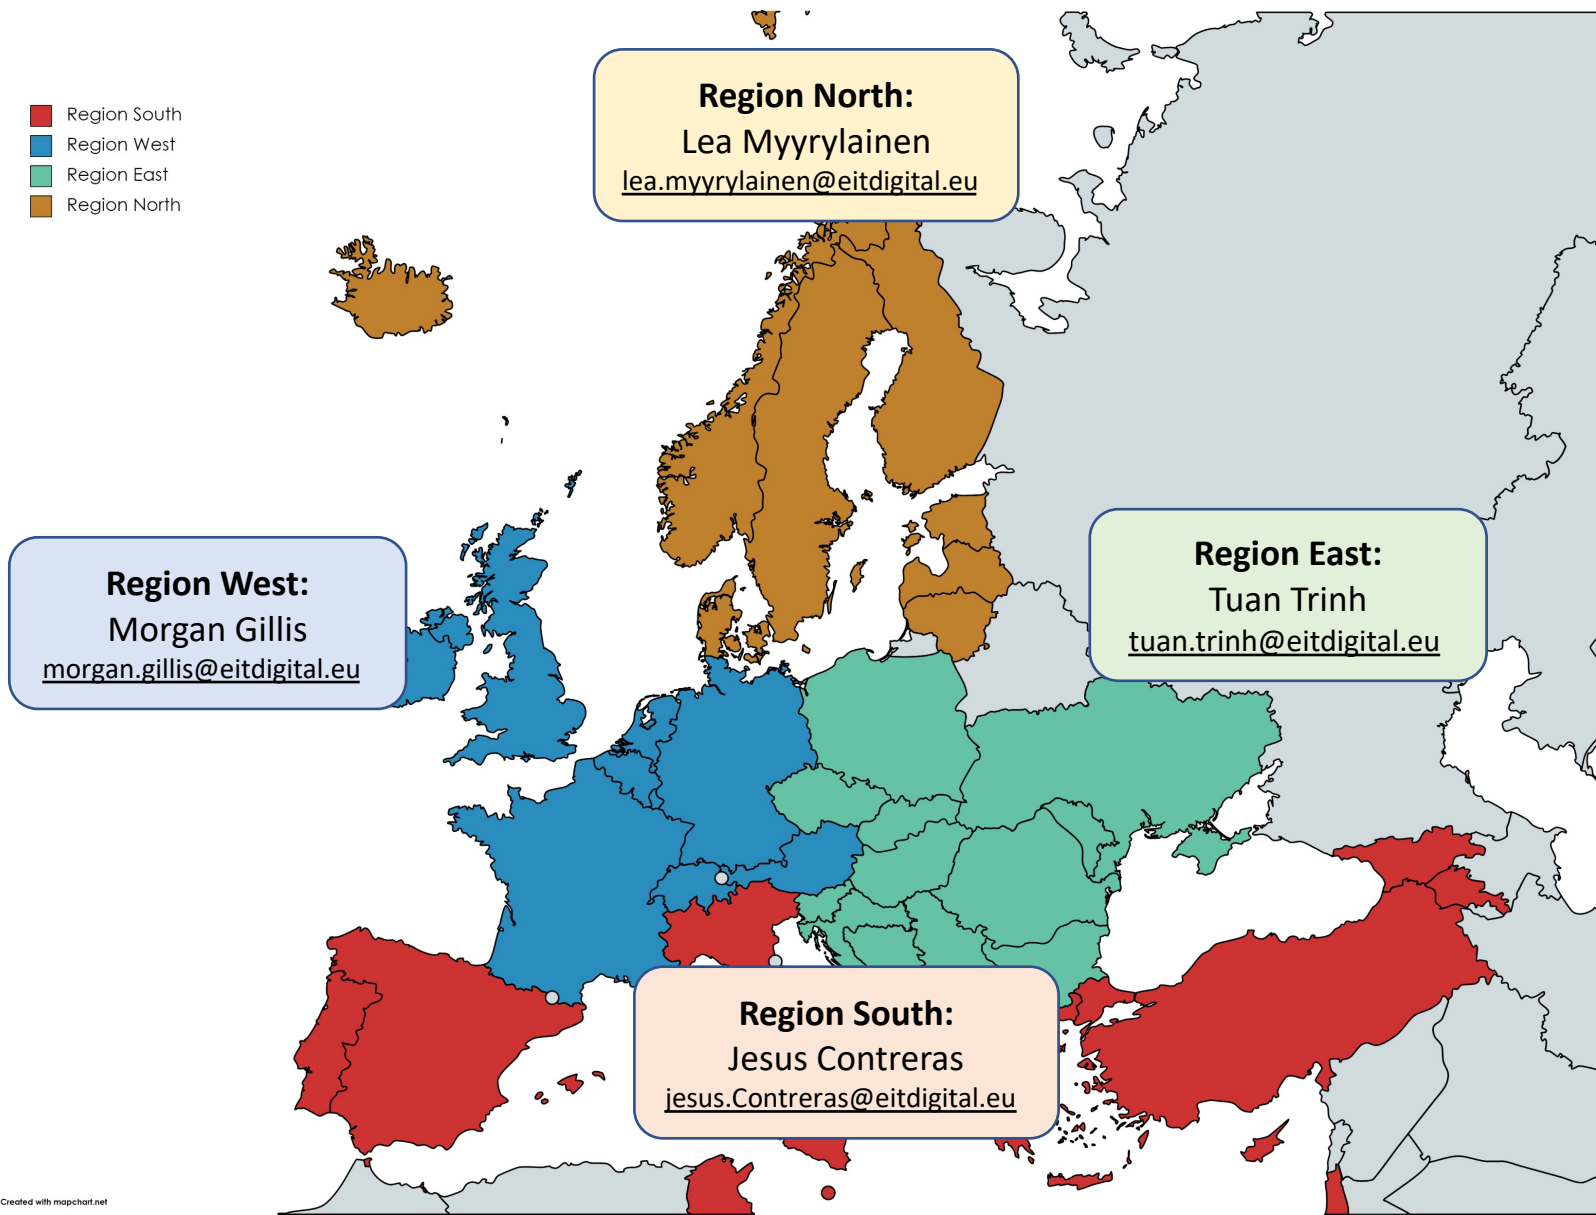 Region North:
Lea Myyrylainen
lea.myyrylainen@eitdigital.eu
Region South
Region West
Region East
Region North
Region West:
Morgan Gillis
morgan.gillis@eitdigital.eu
Region East:
Tuan Trinh
tuan.trinh@eitdigital.eu
Region South:
Jesus Contreras
jesus.Contreras@eitdigital.eu
Created with mapchart.net